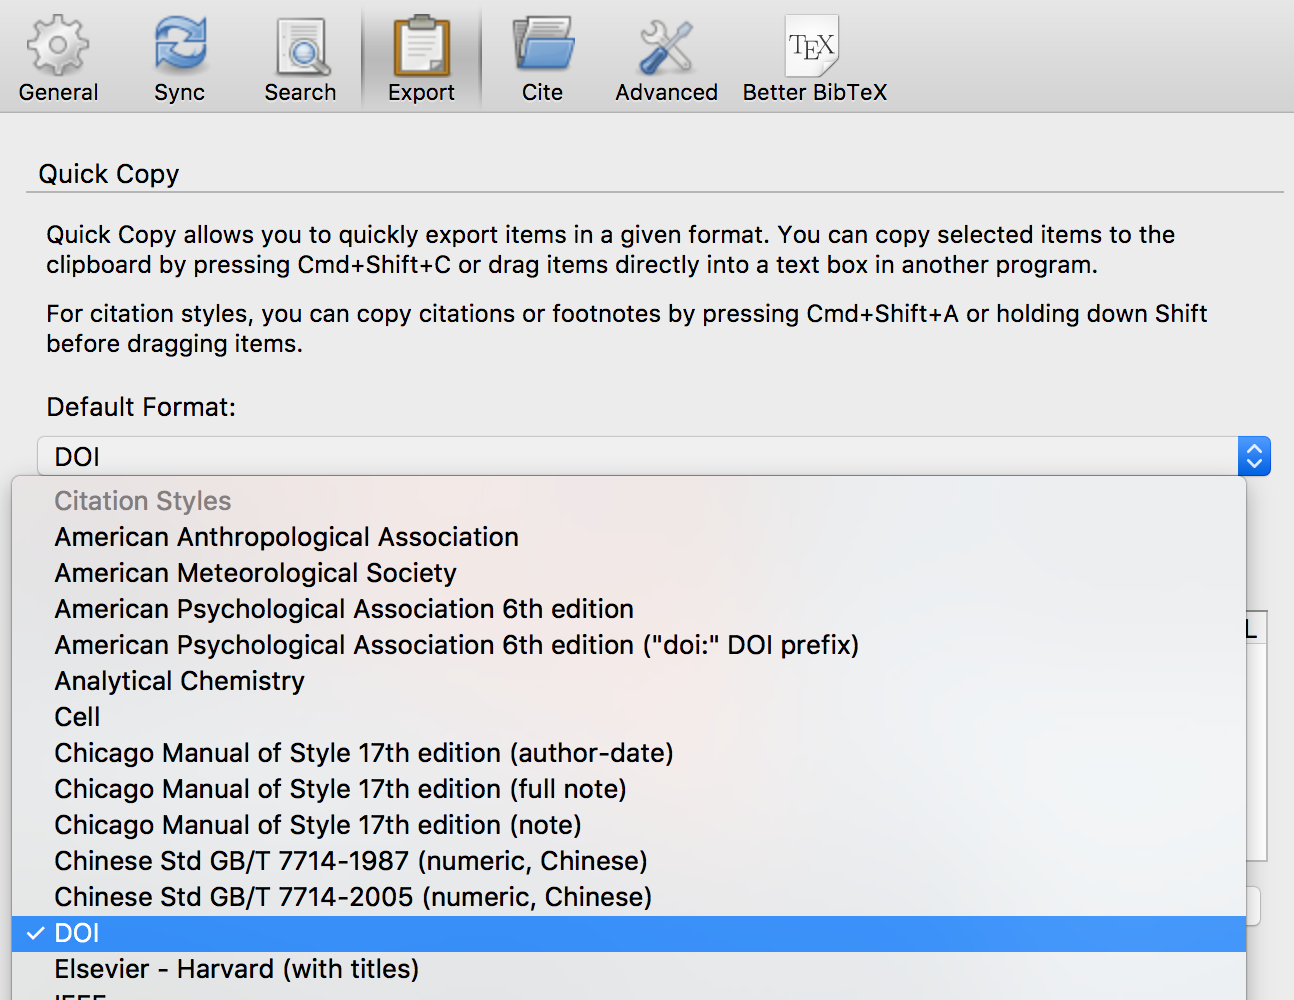 General
Sync
Search
Export
Cite
Advanced
TEX
Better BibTeX
Quick Copy
Quick Copy allows you to quickly export items in a given format. You can copy selected items to the
clipboard by pressing Cmd+Shift+C or drag items directly into a text box in another program.
For citation styles, you can copy citations or footnotes by pressing Cmd+Shift+A or holding down Shift
before dragging items.
Default Format:
DOI
Citation Styles
American Anthropological Association
American Meteorological Society
American Psychological Association 6th edition
American Psychological Association 6th edition ("doi:" DOI prefix)
L
Analytical Chemistry
Cell
Chicago Manual of Style 17th edition (author-date)
Chicago Manual of Style 17th edition (full note)
Chicago Manual of Style 17th edition (note)
Chinese Std GB/T 7714-1987 (numeric, Chinese)
Chinese Std GB/T 7714-2005 (numeric, Chinese)
✓ DOI
Elsevier - Harvard (with titles)